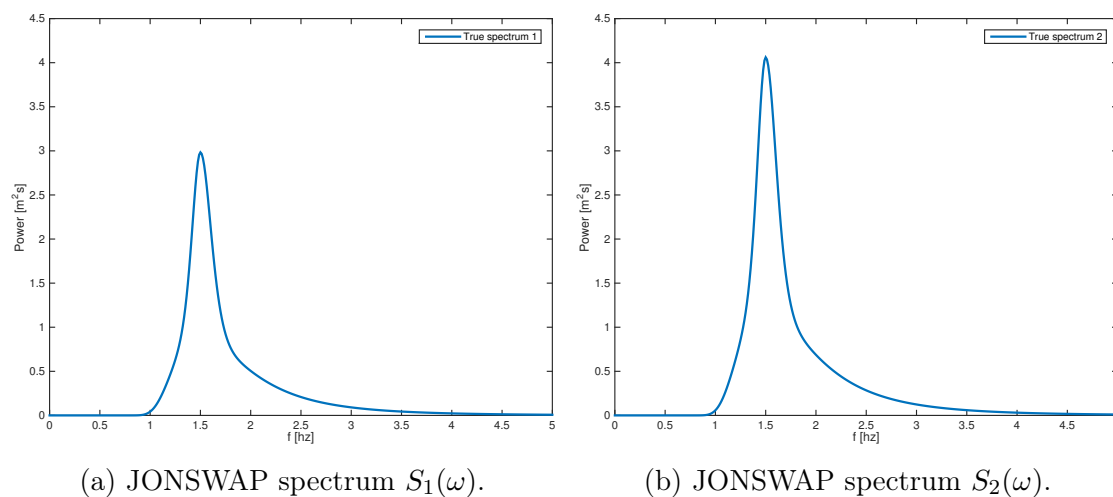 4.5
4
3.5
3
2.5
2
1.5
1
0.5
0
Power [m²s]
True spectrum 1
0 0.5 1 1.5 2 2.5 3 3.5 4 4.5 5
f [hz]
(a) JONSWAP spectrum S₁(ω).
4.5
4
3.5
3
2.5
2
1.5
1
0.5
0
Power [m²s]
True spectrum 2
0 0.5 1 1.5 2 2.5 3 3.5 4 4.5
f [hz]
(b) JONSWAP spectrum S₂(ω).